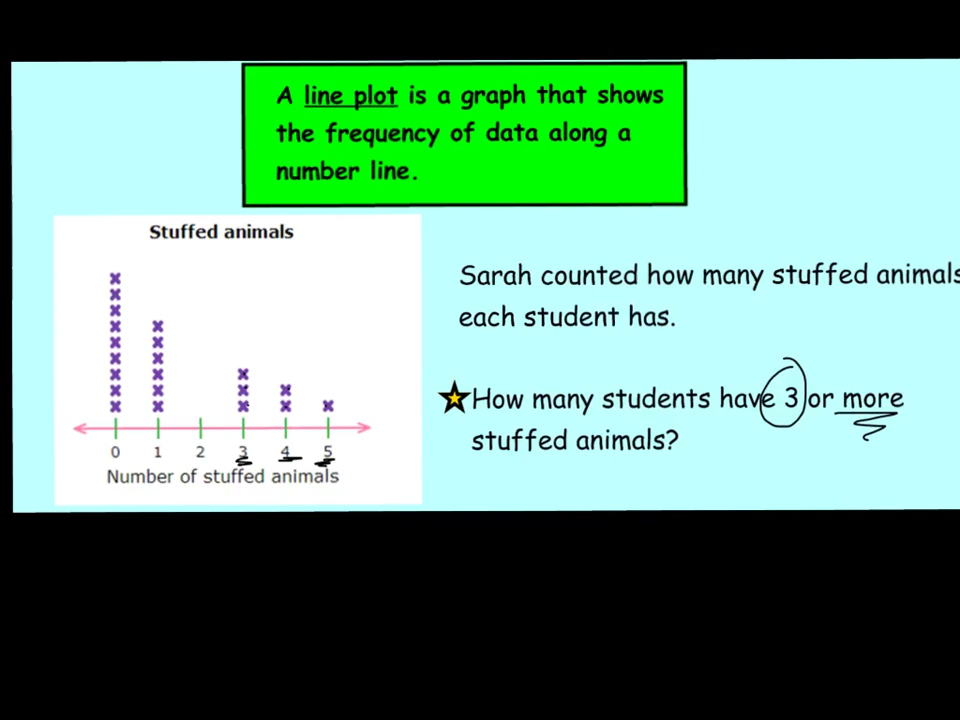 A line plot is a graph that shows
the frequency of data along a
number line.
Stuffed animals
0 1 2 3 4 5
Number of stuffed animals
Sarah counted how many stuffed animals
each student has.
How many students have 3 or more
stuffed animals?